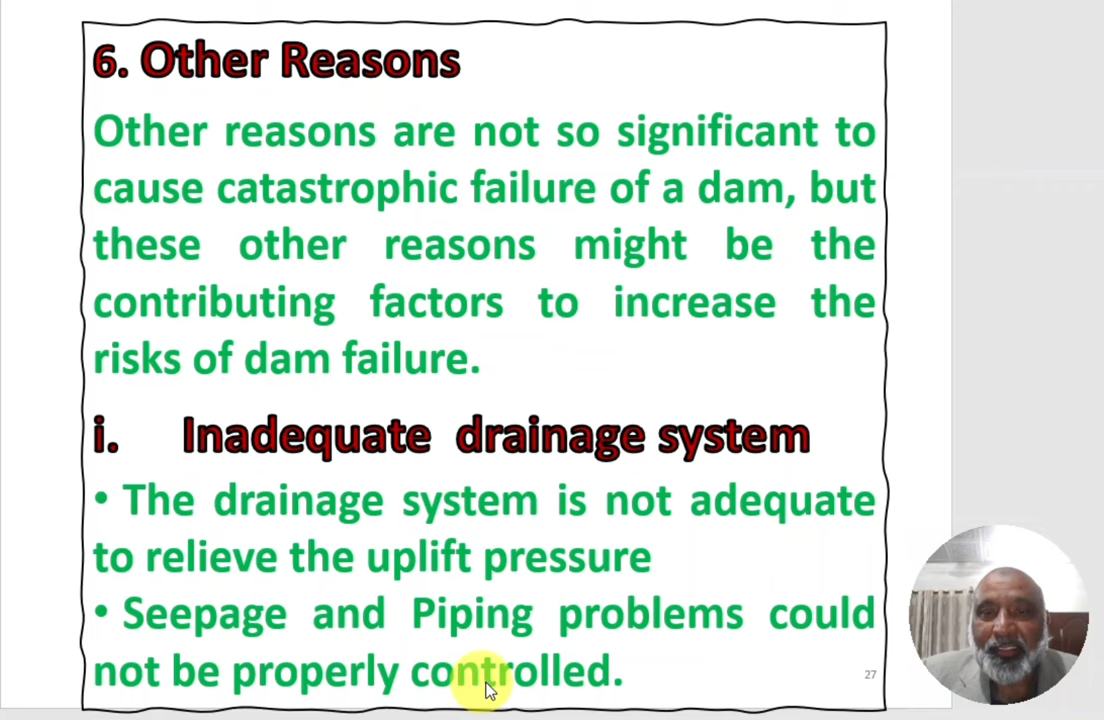 6. Other Reasons
Other reasons are not so significant to
cause catastrophic failure of a dam, but
these other reasons might be the
contributing factors to increase the
risks of dam failure.
i. Inadequate drainage system
• The drainage system is not adequate
to relieve the uplift pressure
• Seepage and Piping problems could
not be properly controlled.
27